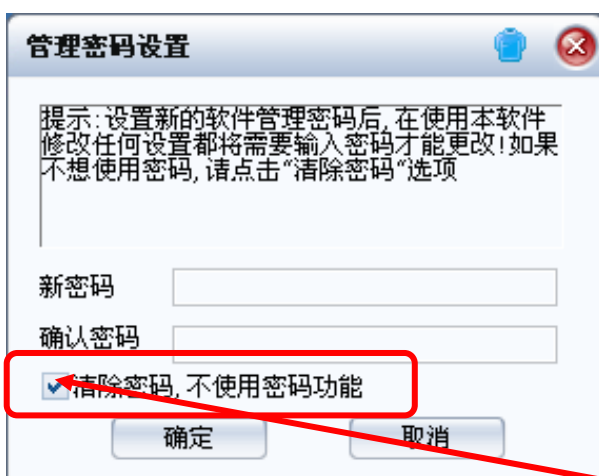 管理密码设置
提示:设置新的软件管理密码后,在使用本软件
修改任何设置都将需要输入密码才能更改!如果
不想使用密码,请点击“清除密码“选项
新密码
确认密码
清除密码,不使用密码功能
确定 取消